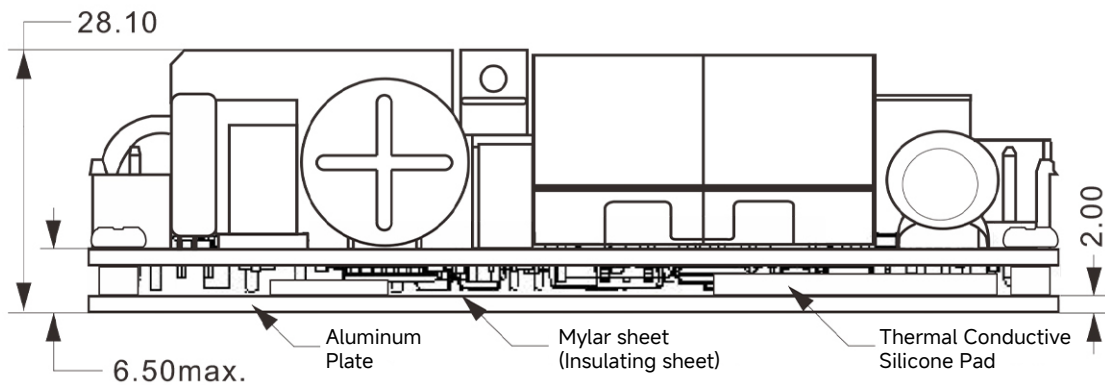 28.10
2.00
Aluminum
Plate
Mylar sheet
(Insulating sheet)
Thermal Conductive
Silicone Pad
6.50max.